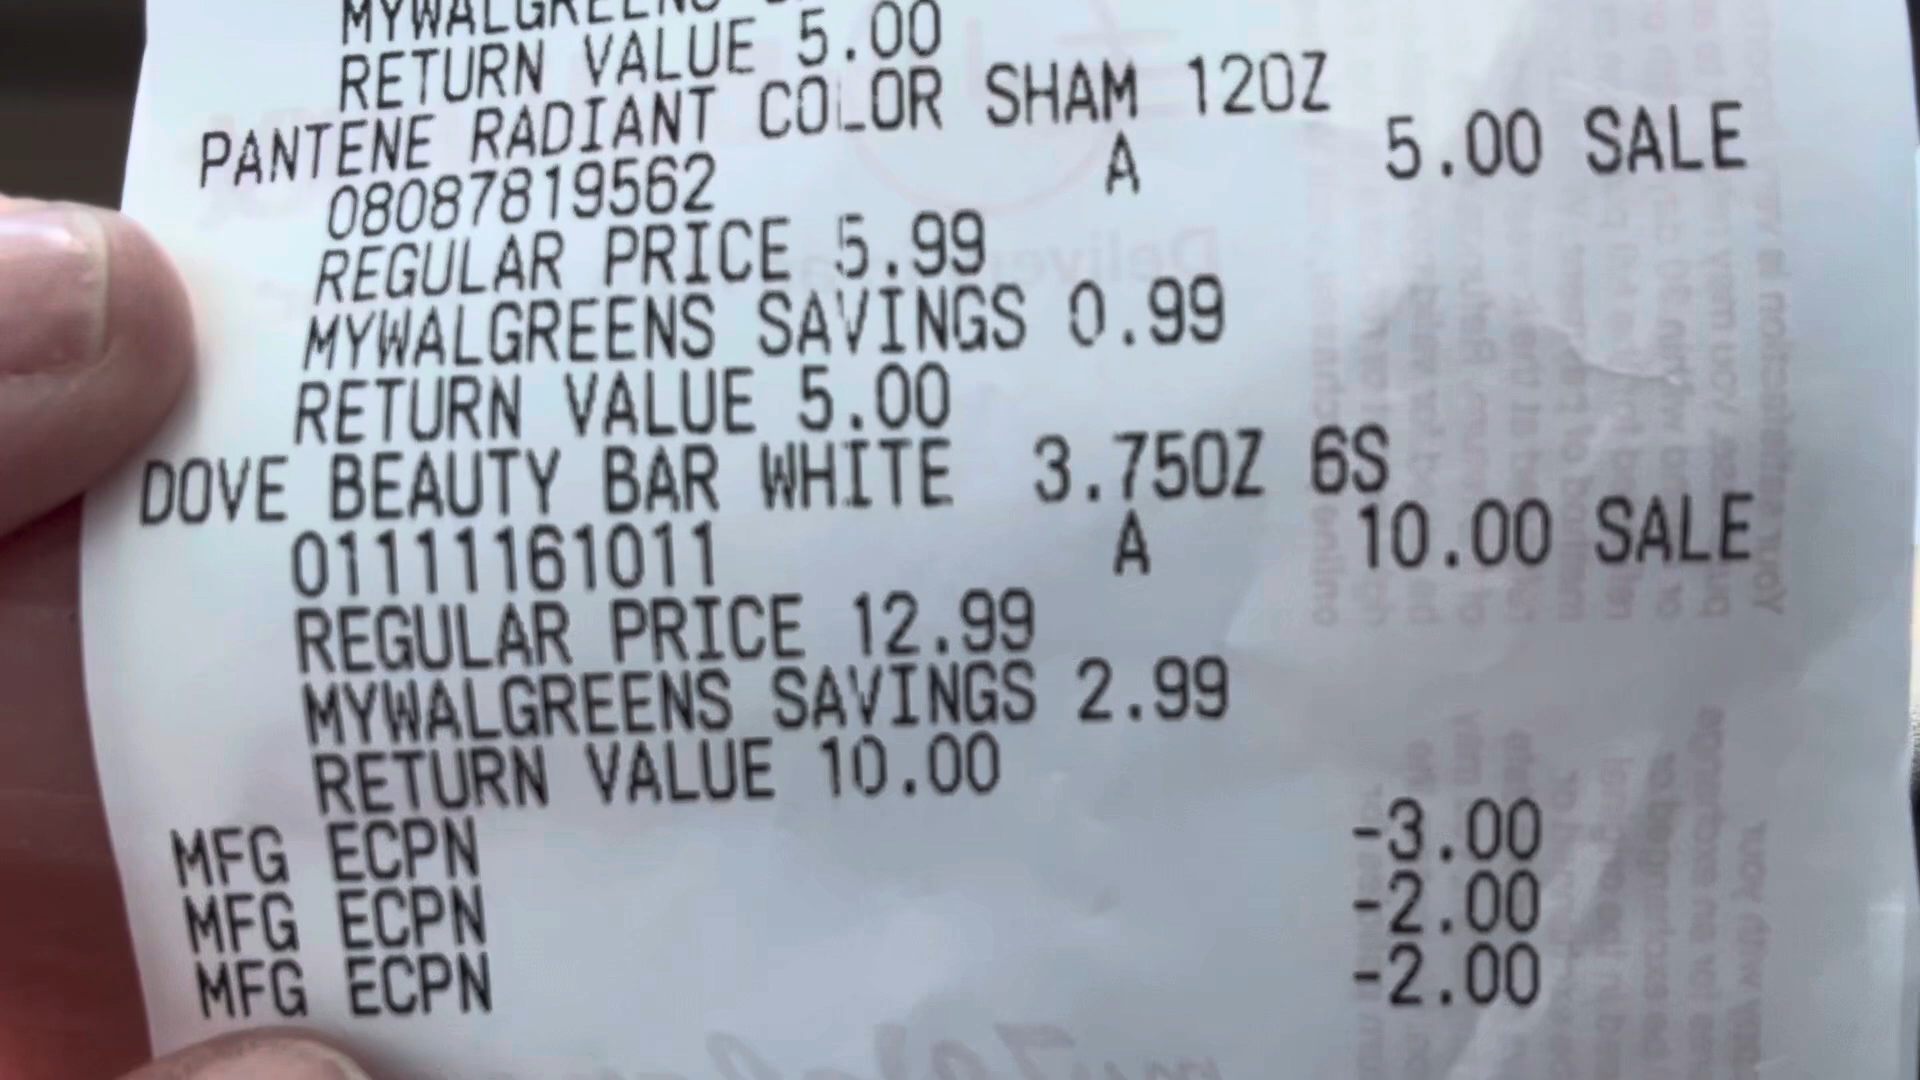 MYWALGREENS
RETURN VALUE 5.00
PANTENE RADIANT COLOR SHAM 12OZ
08087819562 A 5.00 SALE
REGULAR PRICE 5.99
MYWALGREENS SAVINGS 0.99
RETURN VALUE 5.00
DOVE BEAUTY BAR WHITE 3.75OZ 6S
01111161011 A 10.00 SALE
REGULAR PRICE 12.99
MYWALGREENS SAVINGS 2.99
RETURN VALUE 10.00
MFG ECPN -3.00
MFG ECPN -2.00
MFG ECPN -2.00